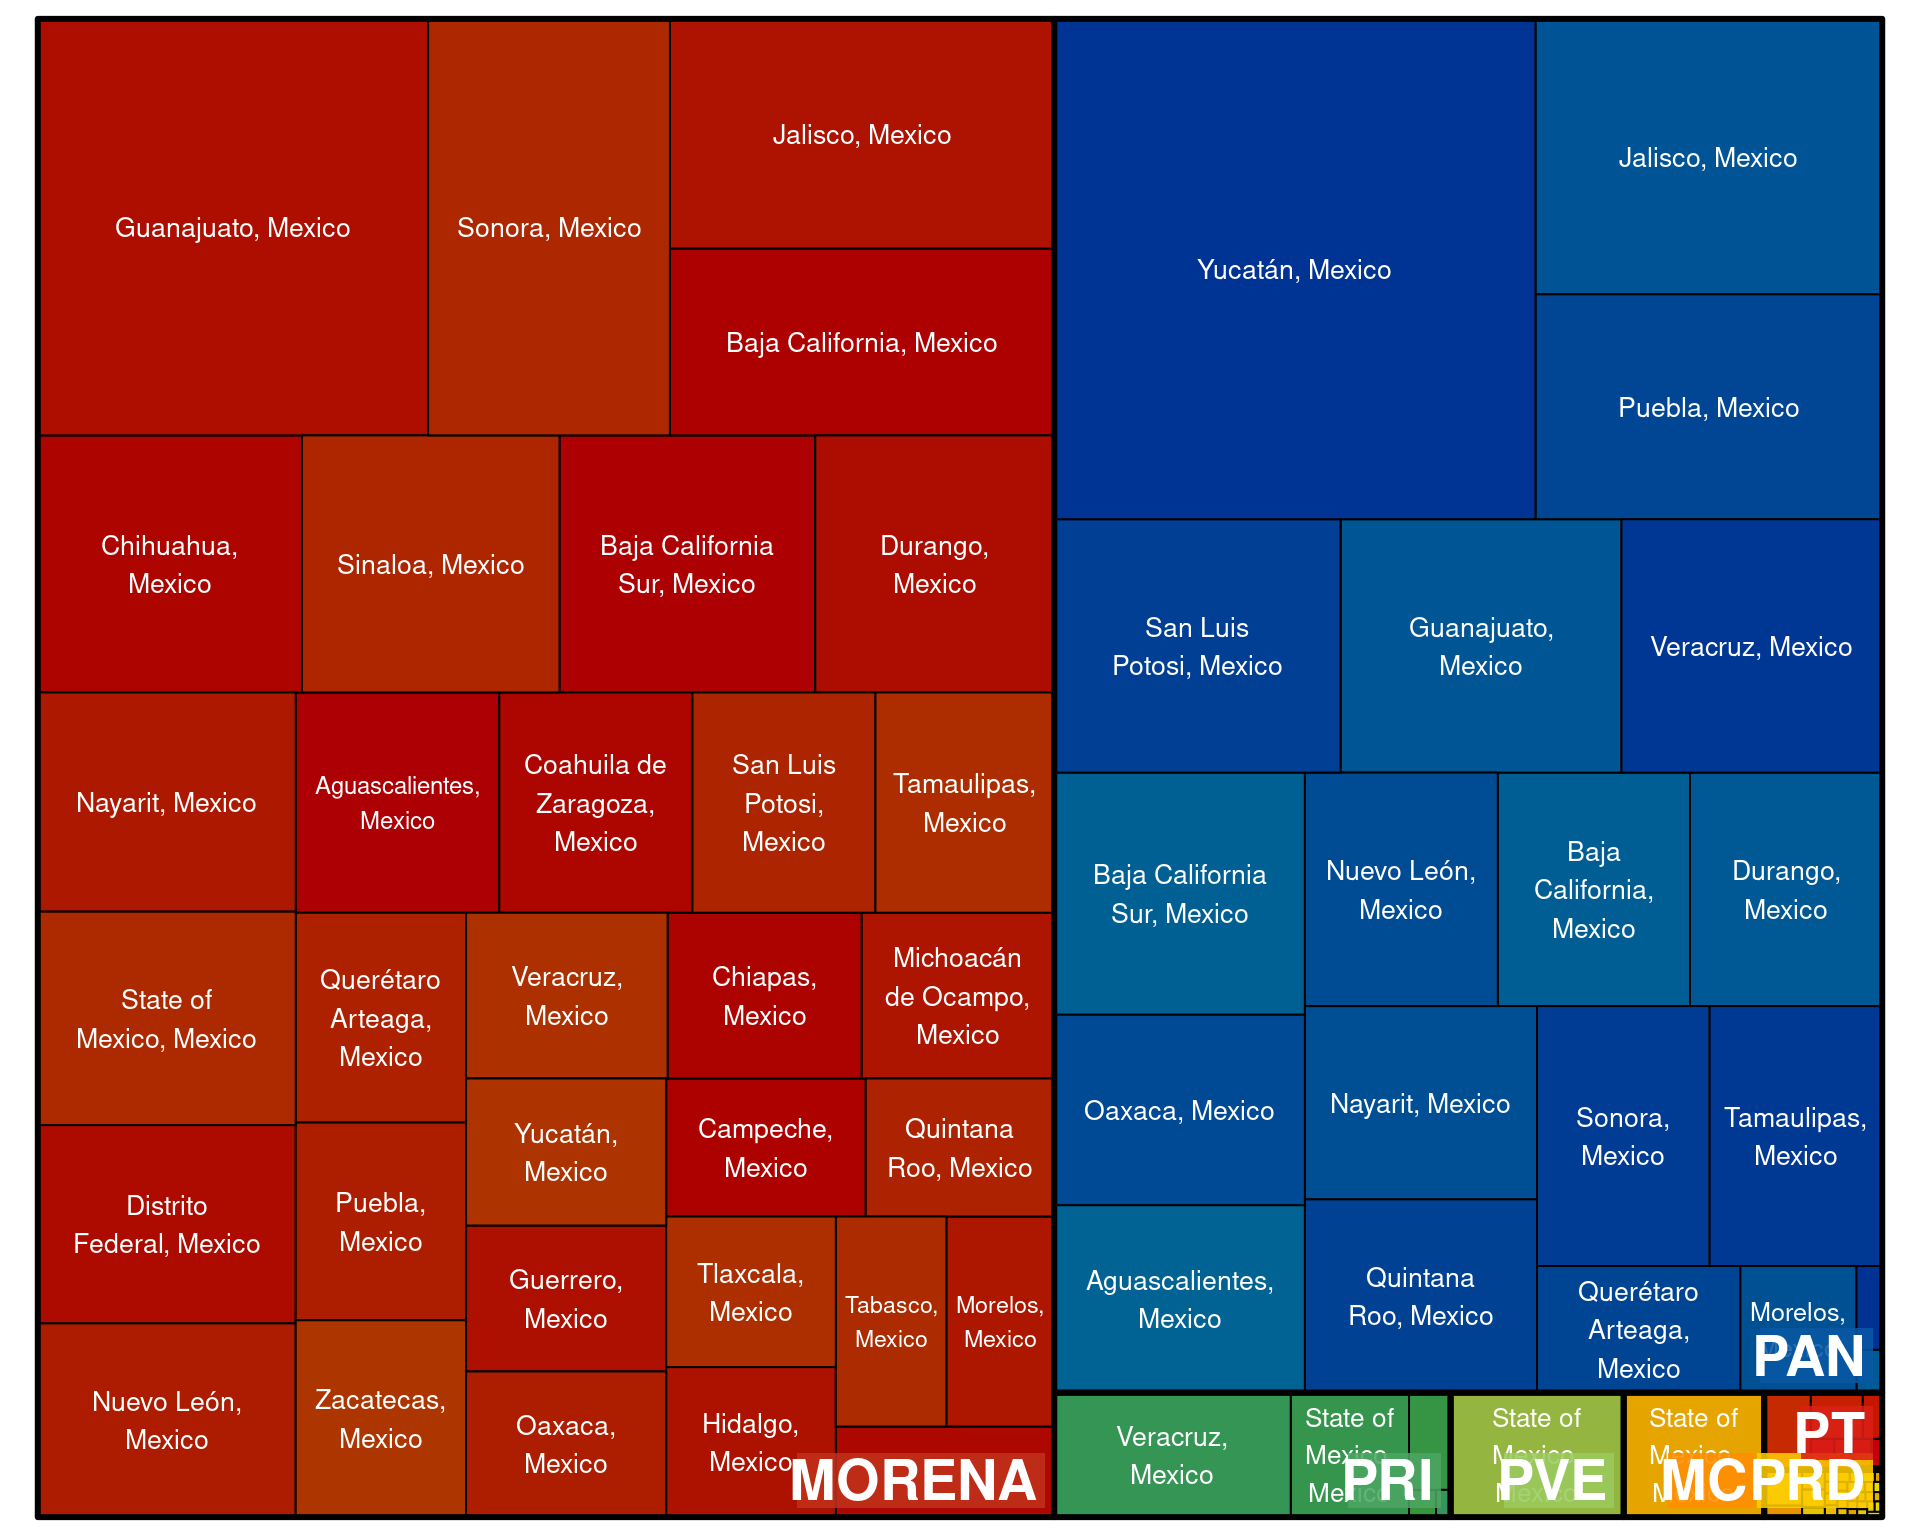 Guanajuato, Mexico
Sonora, Mexico
Jalisco, Mexico
Baja California, Mexico
Chihuahua,
Mexico
Sinaloa, Mexico
Baja California
Sur, Mexico
Durango,
Mexico
Nayarit, Mexico
Aguascalientes,
Mexico
Coahuila de
Zaragoza,
Mexico
San Luis
Potosi,
Mexico
Tamaulipas,
Mexico
State of
Mexico, Mexico
Querétaro
Arteaga,
Mexico
Veracruz,
Mexico
Chiapas,
Mexico
Michoacán
de Ocampo,
Mexico
Distrito
Federal, Mexico
Puebla,
Mexico
Yucatán,
Mexico
Campeche,
Mexico
Quintana
Roo, Mexico
Guerrero,
Mexico
Tlaxcala,
Mexico
Tabasco,
Mexico
Morelos,
Mexico
Nuevo León,
Mexico
Zacatecas,
Mexico
Oaxaca,
Mexico
Hidalgo,
Mexico
MORENA
Yucatán, Mexico
Jalisco, Mexico
Puebla, Mexico
San Luis
Potosi, Mexico
Guanajuato,
Mexico
Veracruz, Mexico
Baja California
Sur, Mexico
Nuevo León,
Mexico
Baja
California,
Mexico
Durango,
Mexico
Oaxaca, Mexico
Nayarit, Mexico
Sonora,
Mexico
Tamaulipas,
Mexico
Aguascalientes,
Mexico
Quintana
Roo, Mexico
Querétaro
Arteaga,
Mexico
Morelos,
PAN
Veracruz,
Mexico
State of
Mexico,
Mexico
PRI
State of
Mexico,
Mexico
PVE
State of
Mexico,
MC
PT
PRD